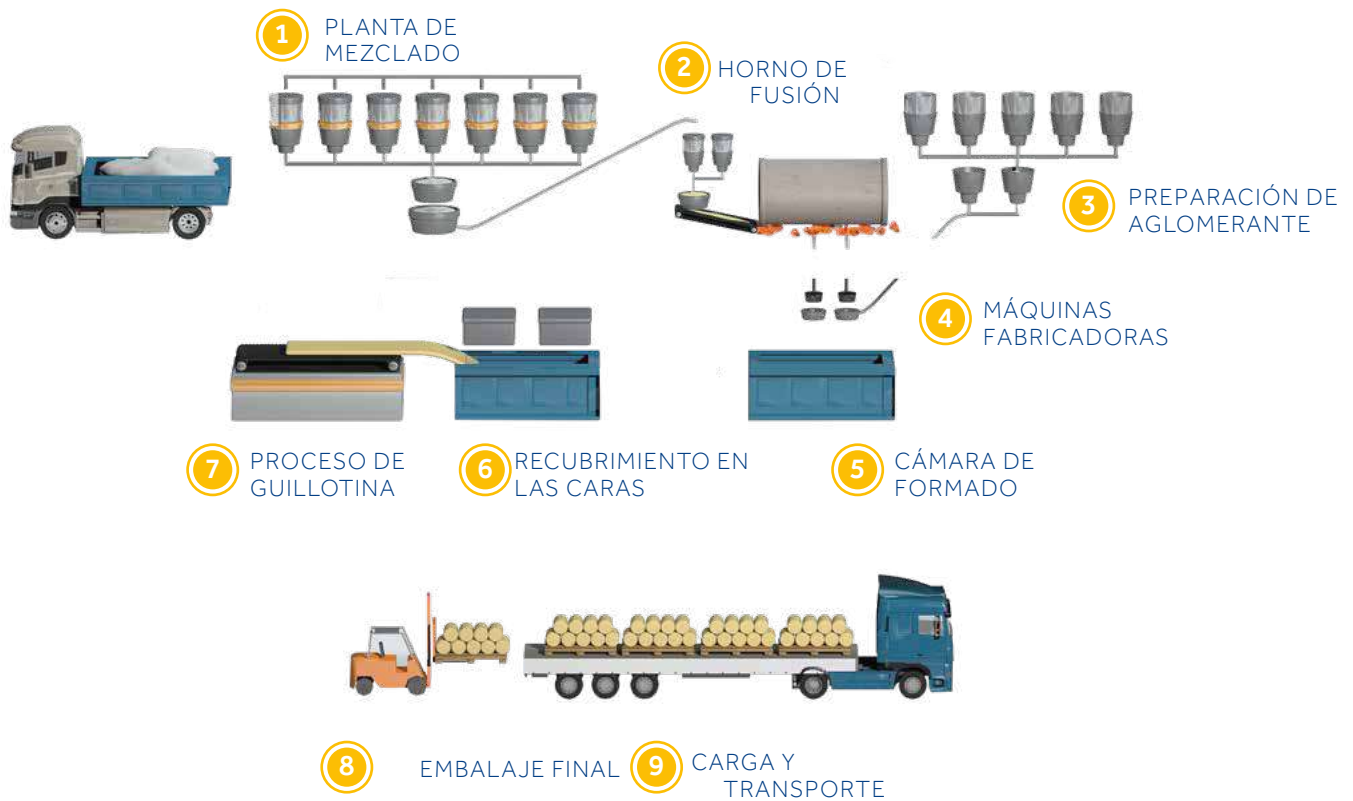 1
PLANTA DE
MEZCLADO
2
HORNO DE
FUSIÓN
3
PREPARACIÓN DE
AGLOMERANTE
4
MÁQUINAS
FABRICADORAS
7
PROCESO DE
GUILLOTINA
6
RECUBRIMIENTO EN
LAS CARAS
5
CÁMARA DE
FORMADO
8
EMBALAJE FINAL
9
CARGA Y
TRANSPORTE